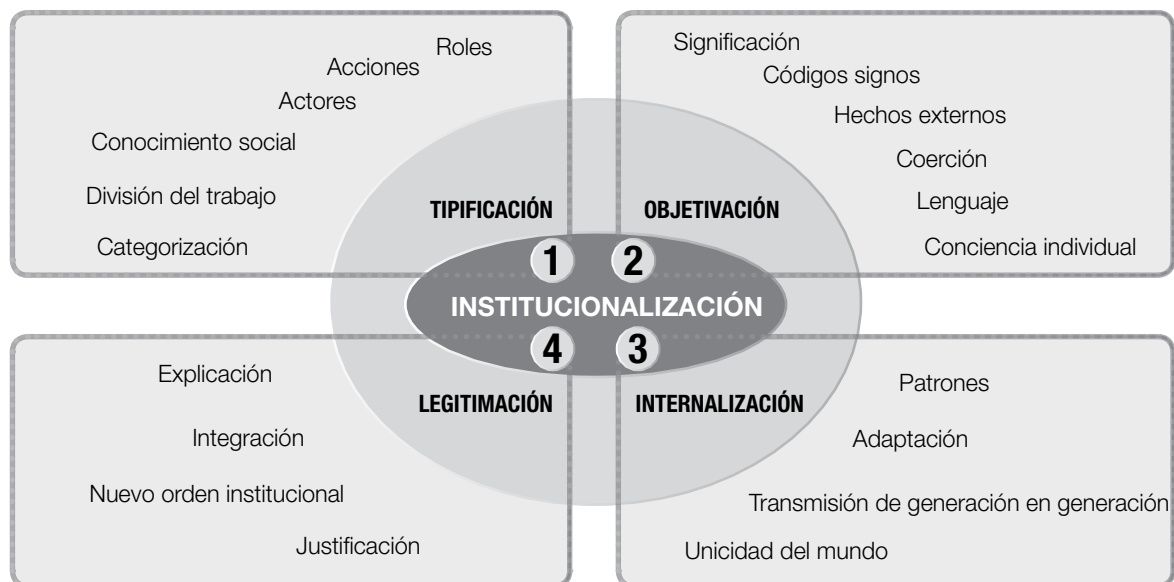 Roles
Acciones
Actores
Conocimiento social
División del trabajo
Categorización
TIPIFICACIÓN
1
Significación
Códigos signos
Hechos externos
Coerción
Lenguaje
Conciencia individual
OBJETIVACIÓN
2
INSTITUCIONALIZACIÓN
4
LEGITIMACIÓN
Explicación
Integración
Nuevo orden institucional
Justificación
3
INTERNALIZACIÓN
Patrones
Adaptación
Transmisión de generación en generación
Unicidad del mundo